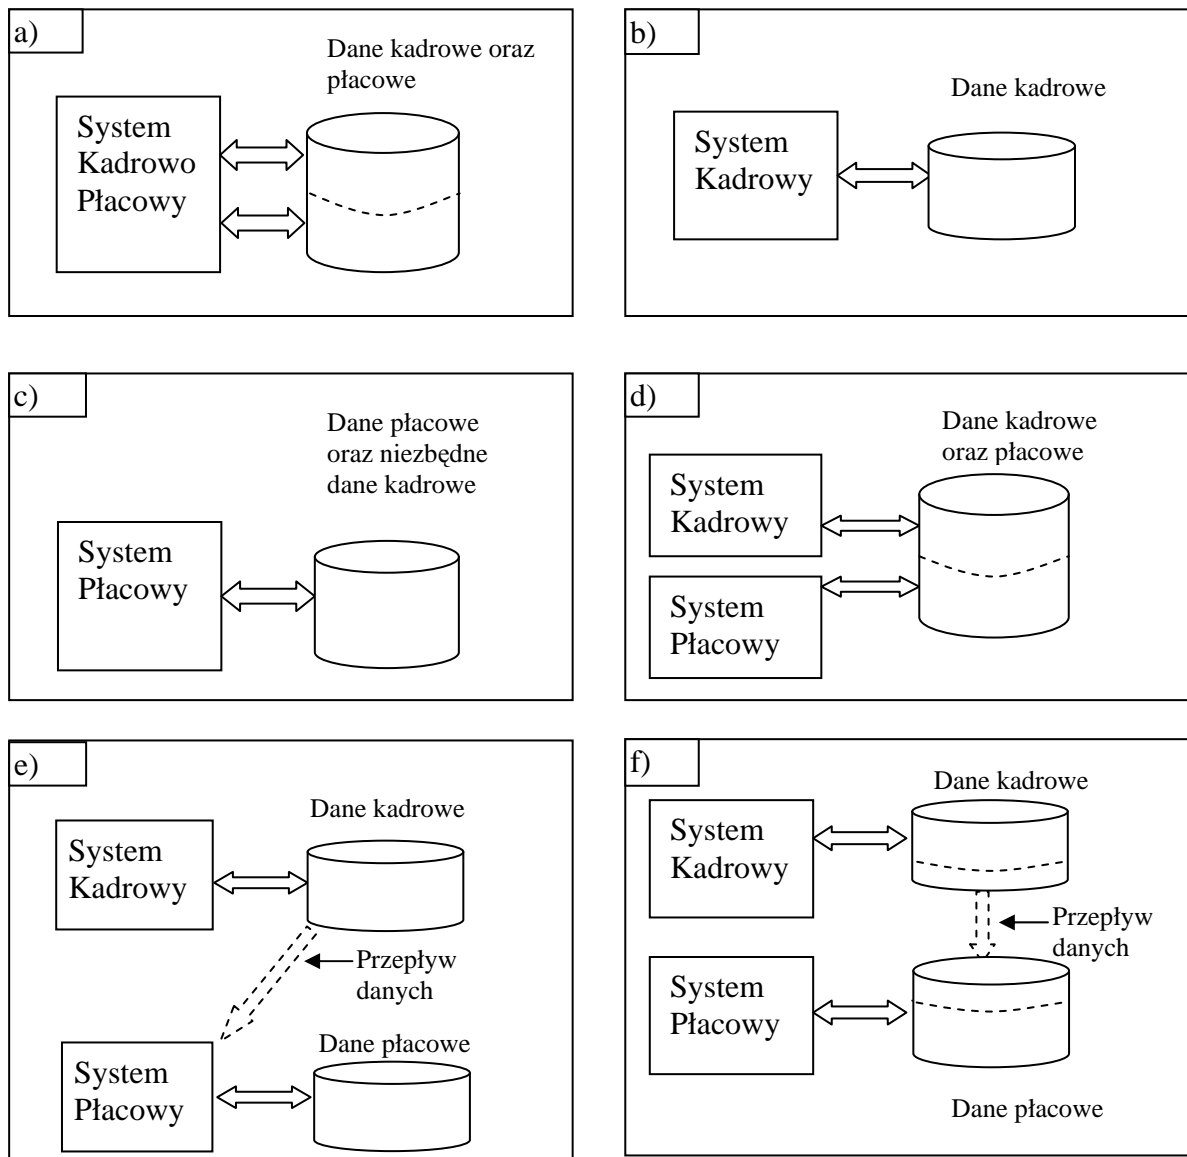 a)
Dane kadrowe oraz
płacowe
System
Kadrowo
Płacowy
b)
Dane kadrowe
System
Kadrowy
c)
Dane płacowe
oraz niezbędne
dane kadrowe
System
Płacowy
d)
Dane kadrowe
oraz płacowe
System
Kadrowy
System
Płacowy
e)
Dane kadrowe
System
Kadrowy
Przepływ
danych
Dane płacowe
System
Płacowy
f)
Dane kadrowe
System
Kadrowy
Przepływ
danych
System
Płacowy
Dane płacowe